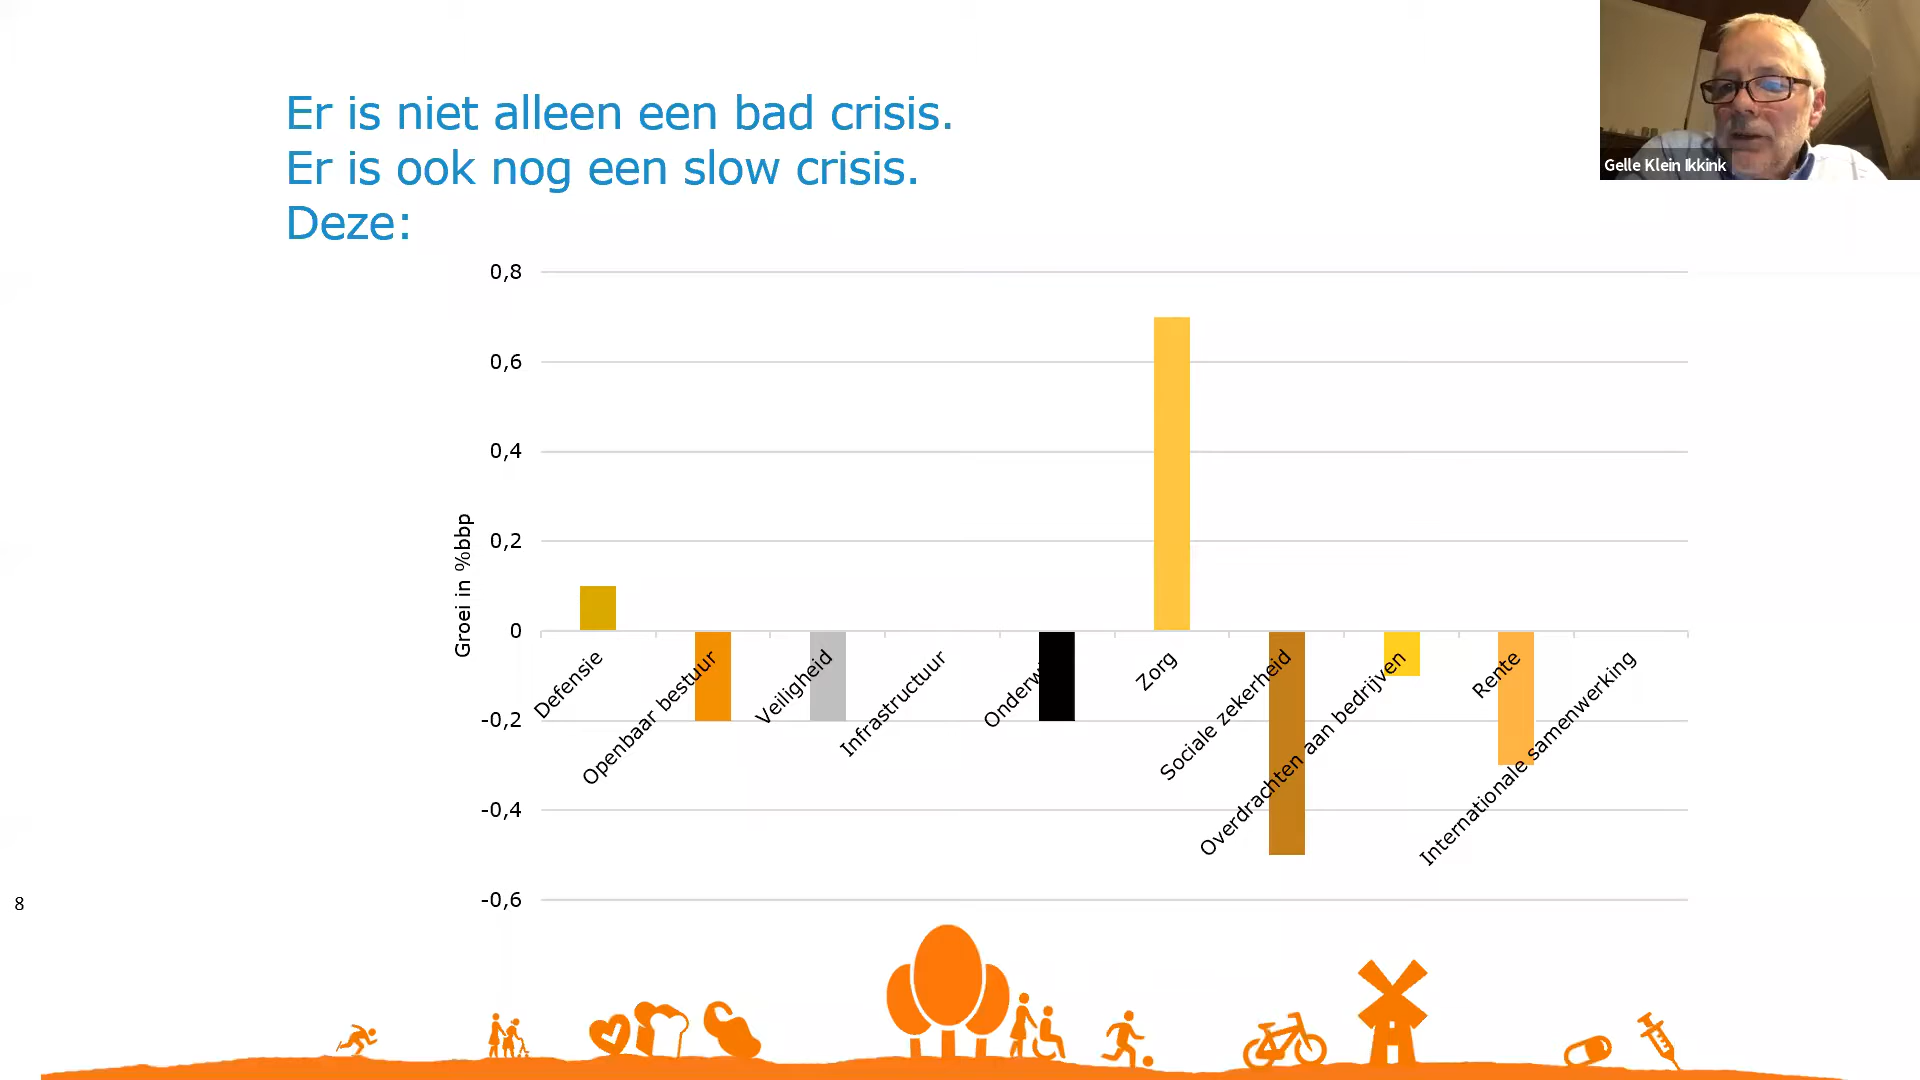 Er is niet alleen een bad crisis.
Er is ook nog een slow crisis.
Deze:
Gelle Klein Ikkink
0,8
0,6
0,4
0,2
0
-0,2
-0,4
-0,6
Groei in %bbp
Defensie
Openbaar bestuur
Veiligheid
Infrastructuur
Zorg
Sociale zekerheid
Overdrachten aan bedrijven
Rente
Internationale samenwerking
8